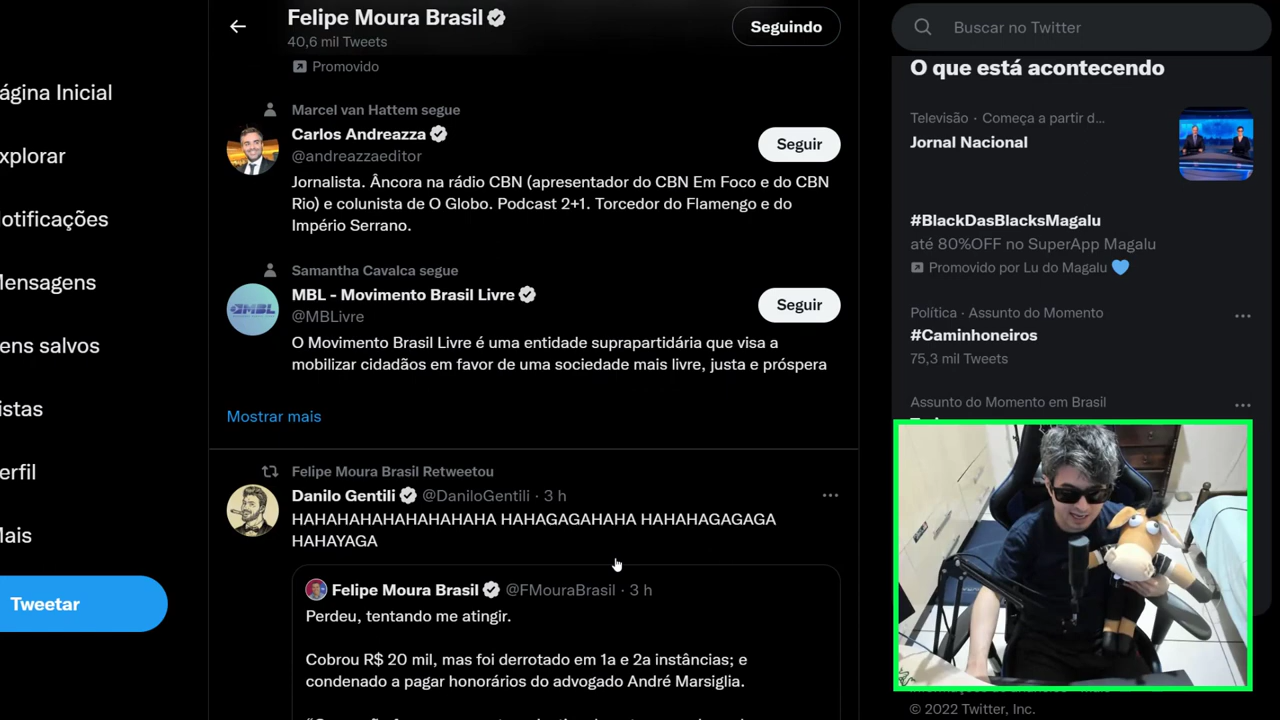 ágina Inicial
xplorar
otificações
ensagens
ens salvos
istas
erfil
ais
Tweetar
Felipe Moura Brasil
40,6 mil Tweets
Seguindo
Promovido
Marcel van Hattem segue
Carlos Andreazza
@andreazzaeditor
Seguir
Jornalista. Âncora na rádio CBN (apresentador do CBN Em Foco e do CBN
Rio) e colunista de O Globo. Podcast 2+1. Torcedor do Flamengo e do
Império Serrano.
Samantha Cavalca segue
MBL - Movimento Brasil Livre
@MBLivre
Seguir
O Movimento Brasil Livre é uma entidade suprapartidária que visa a
mobilizar cidadãos em favor de uma sociedade mais livre, justa e próspera
Mostrar mais
Felipe Moura Brasil Retweetou
Danilo Gentili @DaniloGentili · 3 h
HAHAHAHAHAHAHAHA HAHAGAGAHAHA HAHAHAGAGAGA
HAHAYAGA
Felipe Moura Brasil @FMouraBrasil · 3 h
Perdeu, tentando me atingir.
Cobrou R$ 20 mil, mas foi derrotado em 1a e 2a instâncias; e
condenado a pagar honorários do advogado André Marsiglia.
Buscar no Twitter
O que está acontecendo
Televisão · Começa a partir d...
Jornal Nacional
#BlackDasBlacksMagalu
até 80%OFF no SuperApp Magalu
Promovido por Lu do Magalu 💙
Política · Assunto do Momento
#Caminhoneiros
75,3 mil Tweets
Assunto do Momento em Brasil
© 2022 Twitter, Inc.